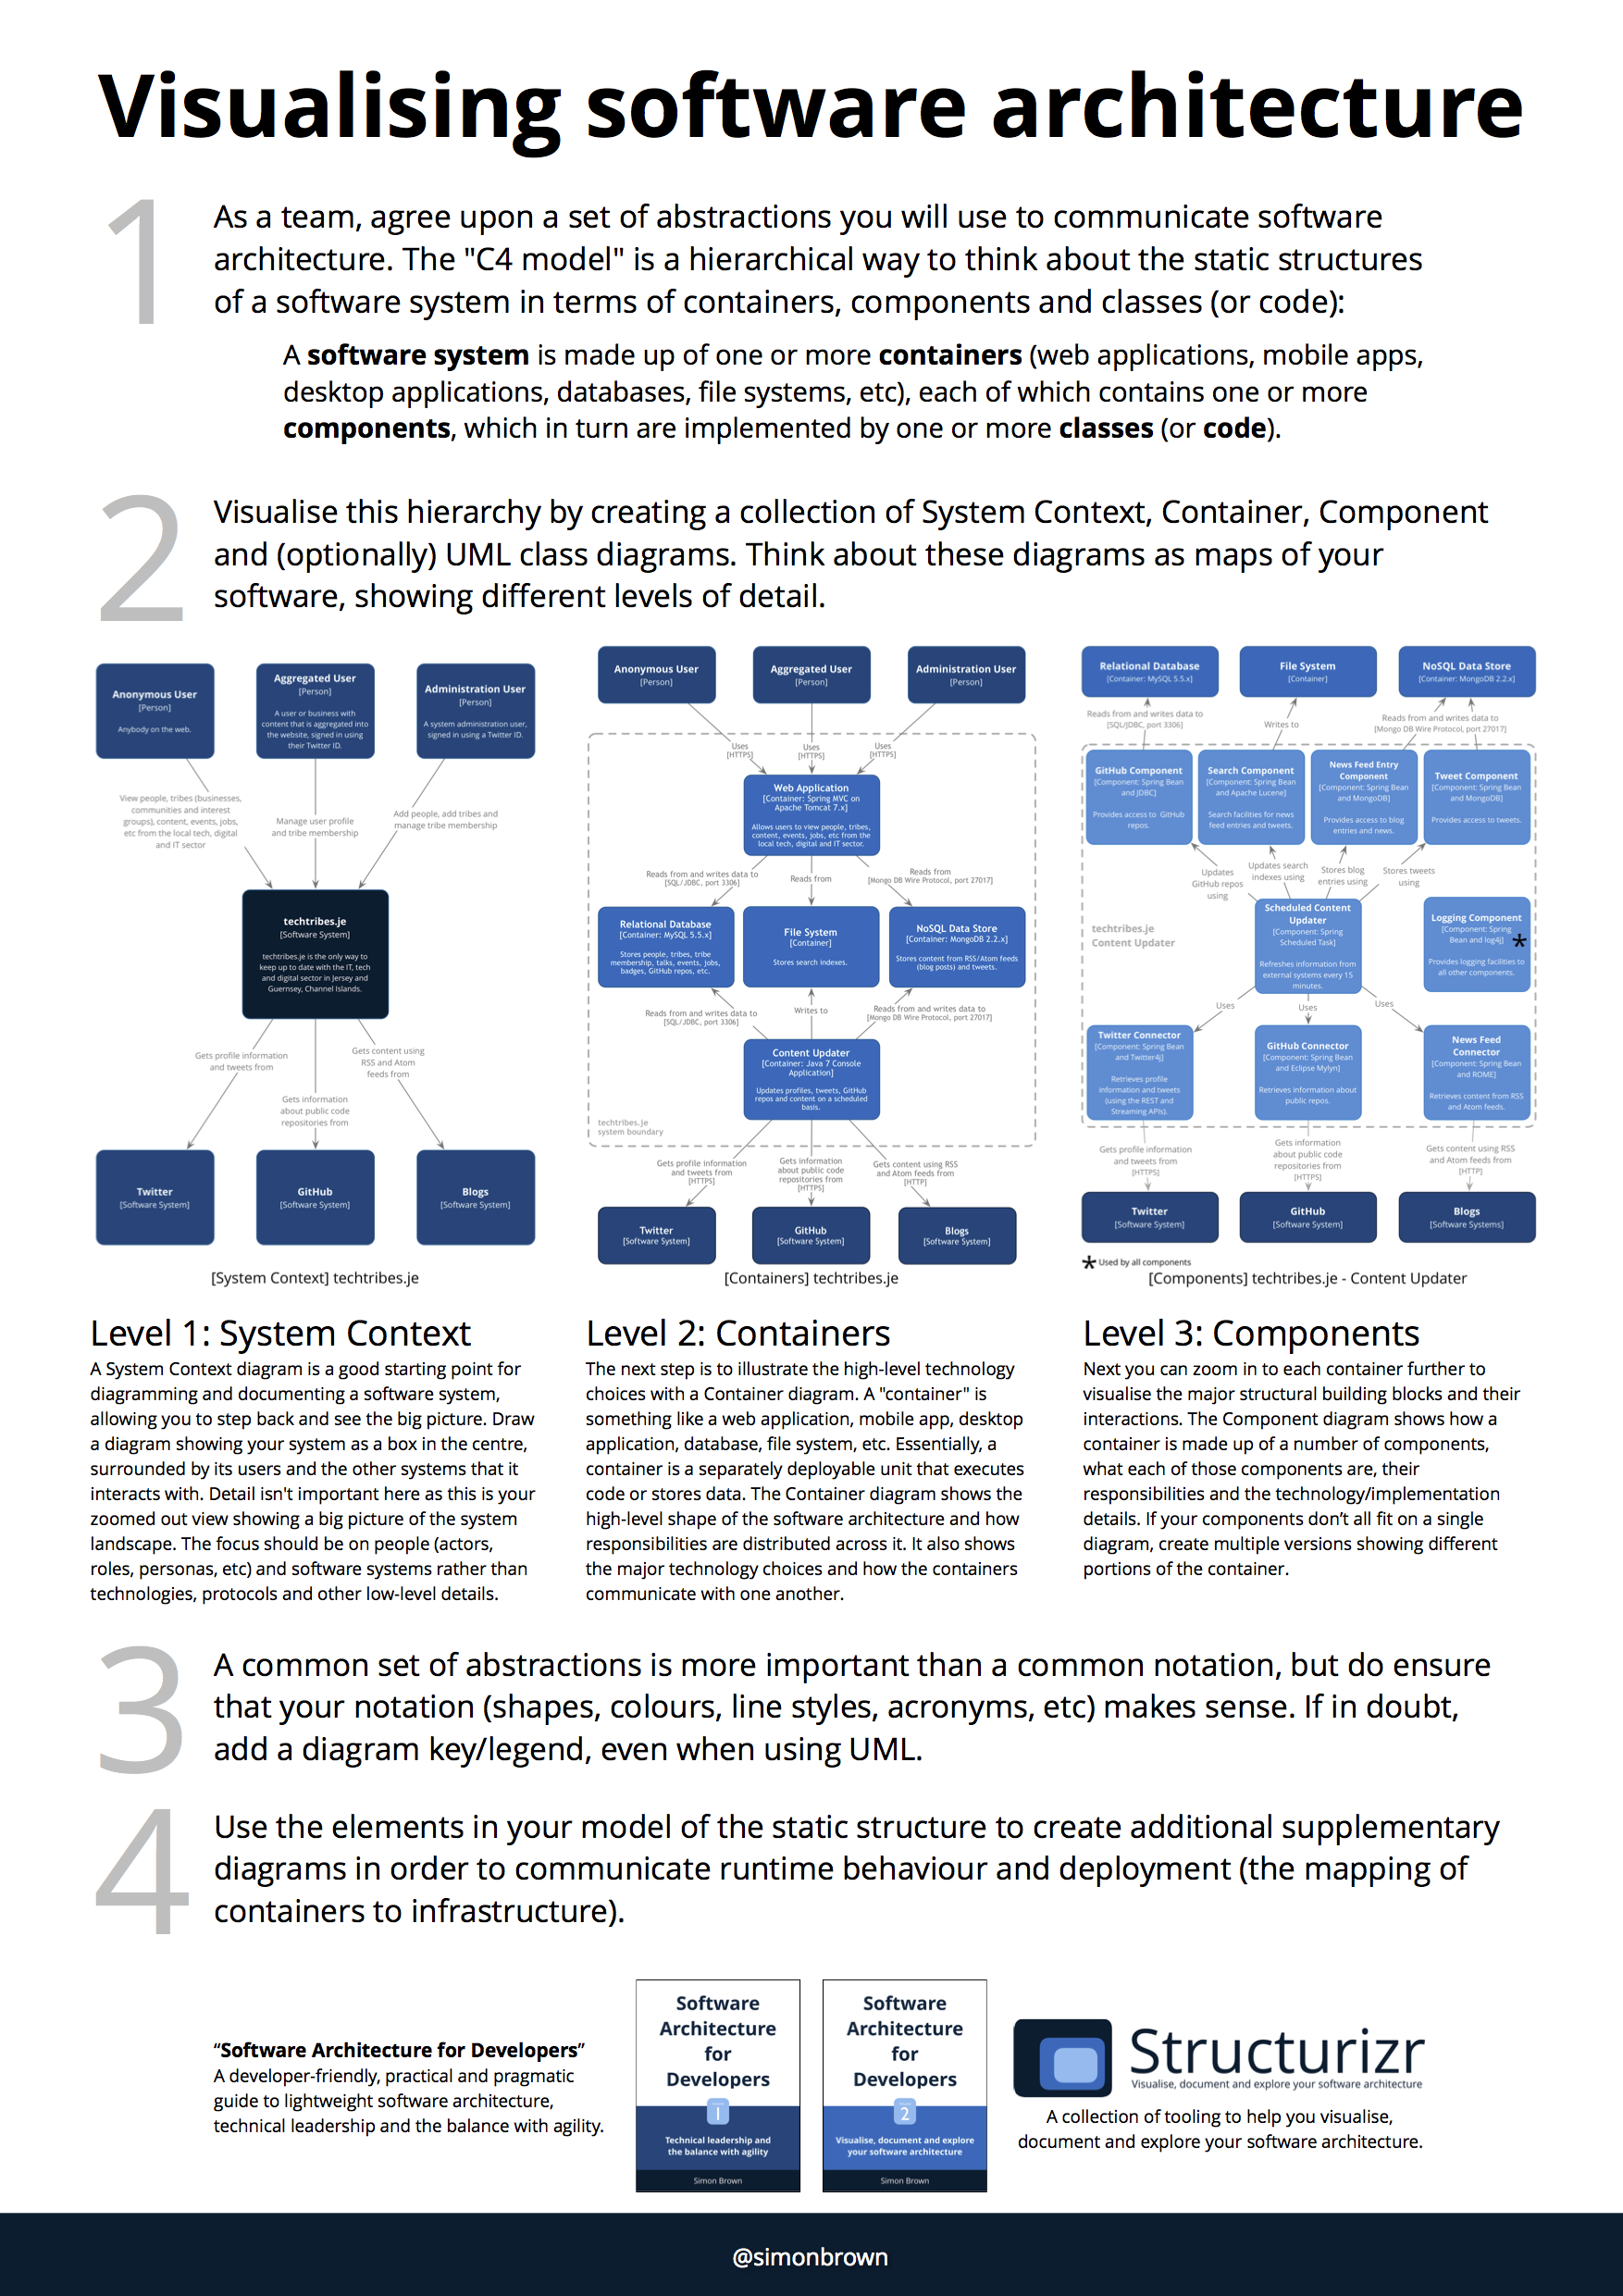 Visualising software architecture
1
As a team, agree upon a set of abstractions you will use to communicate software
architecture. The "C4 model" is a hierarchical way to think about the static structures
of a software system in terms of containers, components and classes (or code):
A software system is made up of one or more containers (web applications, mobile apps,
desktop applications, databases, file systems, etc), each of which contains one or more
components, which in turn are implemented by one or more classes (or code).
2
Visualise this hierarchy by creating a collection of System Context, Container, Component
and (optionally) UML class diagrams. Think about these diagrams as maps of your
software, showing different levels of detail.
Anonymous User
[Person]
Anybody on the web.
Aggregated User
[Person]
A user or business with
content that is aggregated into
the website, signed in using
their Twitter ID.
Administration User
[Person]
A system administration user,
signed in using a Twitter ID.
View people, tribes (businesses,
communities and interest
groups), content, events, jobs,
etc from the local tech, digital
and IT sector
Manage user profile
and tribe membership
Add people, add tribes and
manage tribe membership
techtribes.je
[Software System]
techtribes.je is the only way to
keep up to date with the IT, tech
and digital sector in Jersey and
Guernsey, Channel Islands.
Gets profile information
and tweets from
Gets information
about public code
repositories from
Gets content using
RSS and Atom
feeds from
Twitter
[Software System]
GitHub
[Software System]
Blogs
[Software System]
[System Context] techtribes.je
Anonymous User
[Person]
Aggregated User
[Person]
Administration User
[Person]
Uses
[HTTPS]
Uses
[HTTPS]
Uses
[HTTPS]
Web Application
[Container: Spring MVC on
Apache Tomcat 7.x]
Allows users to view people, tribes,
content, events, jobs, etc from the
local tech, digital and IT sector.
Reads from and writes data to
[SQL/JDBC, port 3306]
Reads from
Reads from
[Mongo DB Wire Protocol, port 27017]
Relational Database
[Container: MySQL 5.5.x]
Stores people, tribes, tribe
membership, talks, events, jobs,
badges, GitHub repos, etc.
File System
[Container]
Stores search indexes.
NoSQL Data Store
[Container: MongoDB 2.2.x]
Stores content from RSS/Atom feeds
(blog posts) and tweets.
Reads from and writes data to
[SQL/JDBC, port 3306]
Writes to
Reads from and writes data to
[Mongo DB Wire Protocol, port 27017]
Content Updater
[Container: Java 7 Console
Application]
Updates profiles, tweets, GitHub
repos and content on a scheduled
basis.
techtribes.je
system boundary
Gets profile information
and tweets from
[HTTPS]
Gets information
about public code
repositories from
[HTTPS]
Gets content using RSS
and Atom feeds from
[HTTP]
Twitter
[Software System]
GitHub
[Software System]
Blogs
[Software System]
[Containers] techtribes.je
Relational Database
[Container: MySQL 5.5.x]
File System
[Container]
NoSQL Data Store
[Container: MongoDB 2.2.x]
Reads from and writes data to
[SQL/JDBC, port 3306]
Writes to
Reads from and writes data to
[Mongo DB Wire Protocol, port 27017]
GitHub Component
[Component: Spring Bean
and JDBC]
Provides access to GitHub
repos.
Search Component
[Component: Spring Bean
and Apache Lucene]
Search facilities for news
feed entries and tweets.
News Feed Entry
Component
[Component: Spring Bean
and MongoDB]
Provides access to blog
entries and news.
Tweet Component
[Component: Spring Bean
and MongoDB]
Provides access to tweets.
Updates
GitHub repos
using
Updates search
indexes using
Stores blog
entries using
Stores tweets
using
techtribes.je
Content Updater
Scheduled Content
Updater
[Component: Spring
Scheduled Task]
Refreshes information from
external systems every 15
minutes.
Logging Component
[Component: Spring
Bean and log4j]
*
Provides logging facilities to
all other components.
Uses
Uses
Uses
Twitter Connector
[Component: Spring Bean
and Twitter4j]
Retrieves profile
information and tweets
(using the REST and
Streaming APIs).
GitHub Connector
[Component: Spring Bean
and Eclipse Mylyn]
Retrieves information about
public repos.
News Feed
Connector
[Component: Spring Bean
and ROME]
Retrieves content from RSS
and Atom feeds.
Gets profile information
and tweets from
[HTTPS]
Gets information
about public code
repositories from
[HTTPS]
Gets content using RSS
and Atom feeds from
[HTTP]
Twitter
[Software System]
GitHub
[Software System]
Blogs
[Software Systems]
* Used by all components
[Components] techtribes.je - Content Updater
Level 1: System Context
A System Context diagram is a good starting point for
diagramming and documenting a software system,
allowing you to step back and see the big picture. Draw
a diagram showing your system as a box in the centre,
surrounded by its users and the other systems that it
interacts with. Detail isn't important here as this is your
zoomed out view showing a big picture of the system
landscape. The focus should be on people (actors,
roles, personas, etc) and software systems rather than
technologies, protocols and other low-level details.
Level 2: Containers
The next step is to illustrate the high-level technology
choices with a Container diagram. A "container" is
something like a web application, mobile app, desktop
application, database, file system, etc. Essentially, a
container is a separately deployable unit that executes
code or stores data. The Container diagram shows the
high-level shape of the software architecture and how
responsibilities are distributed across it. It also shows
the major technology choices and how the containers
communicate with one another.
Level 3: Components
Next you can zoom in to each container further to
visualise the major structural building blocks and their
interactions. The Component diagram shows how a
container is made up of a number of components,
what each of those components are, their
responsibilities and the technology/implementation
details. If your components don’t all fit on a single
diagram, create multiple versions showing different
portions of the container.
3
A common set of abstractions is more important than a common notation, but do ensure
that your notation (shapes, colours, line styles, acronyms, etc) makes sense. If in doubt,
add a diagram key/legend, even when using UML.
4
Use the elements in your model of the static structure to create additional supplementary
diagrams in order to communicate runtime behaviour and deployment (the mapping of
containers to infrastructure).
“Software Architecture for Developers”
A developer-friendly, practical and pragmatic
guide to lightweight software architecture,
technical leadership and the balance with agility.
Software
Architecture
for
Developers
1
Technical leadership and
the balance with agility
Simon Brown
Software
Architecture
for
Developers
2
Visualise, document and explore
your software architecture
Simon Brown
Structurizr
Visualise, document and explore your software architecture
A collection of tooling to help you visualise,
document and explore your software architecture.
@simonbrown